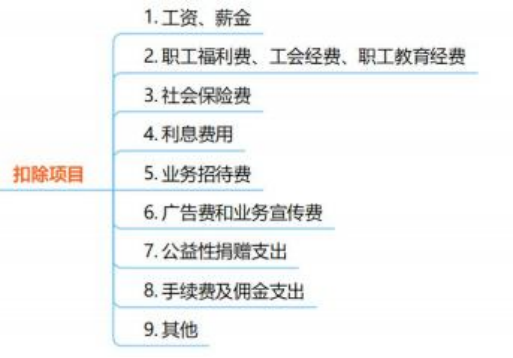 1. 工资、薪金
2. 职工福利费、工会经费、职工教育经费
3. 社会保险费
4. 利息费用
扣除项目
5. 业务招待费
6. 广告费和业务宣传费
7. 公益性捐赠支出
8. 手续费及佣金支出
9. 其他